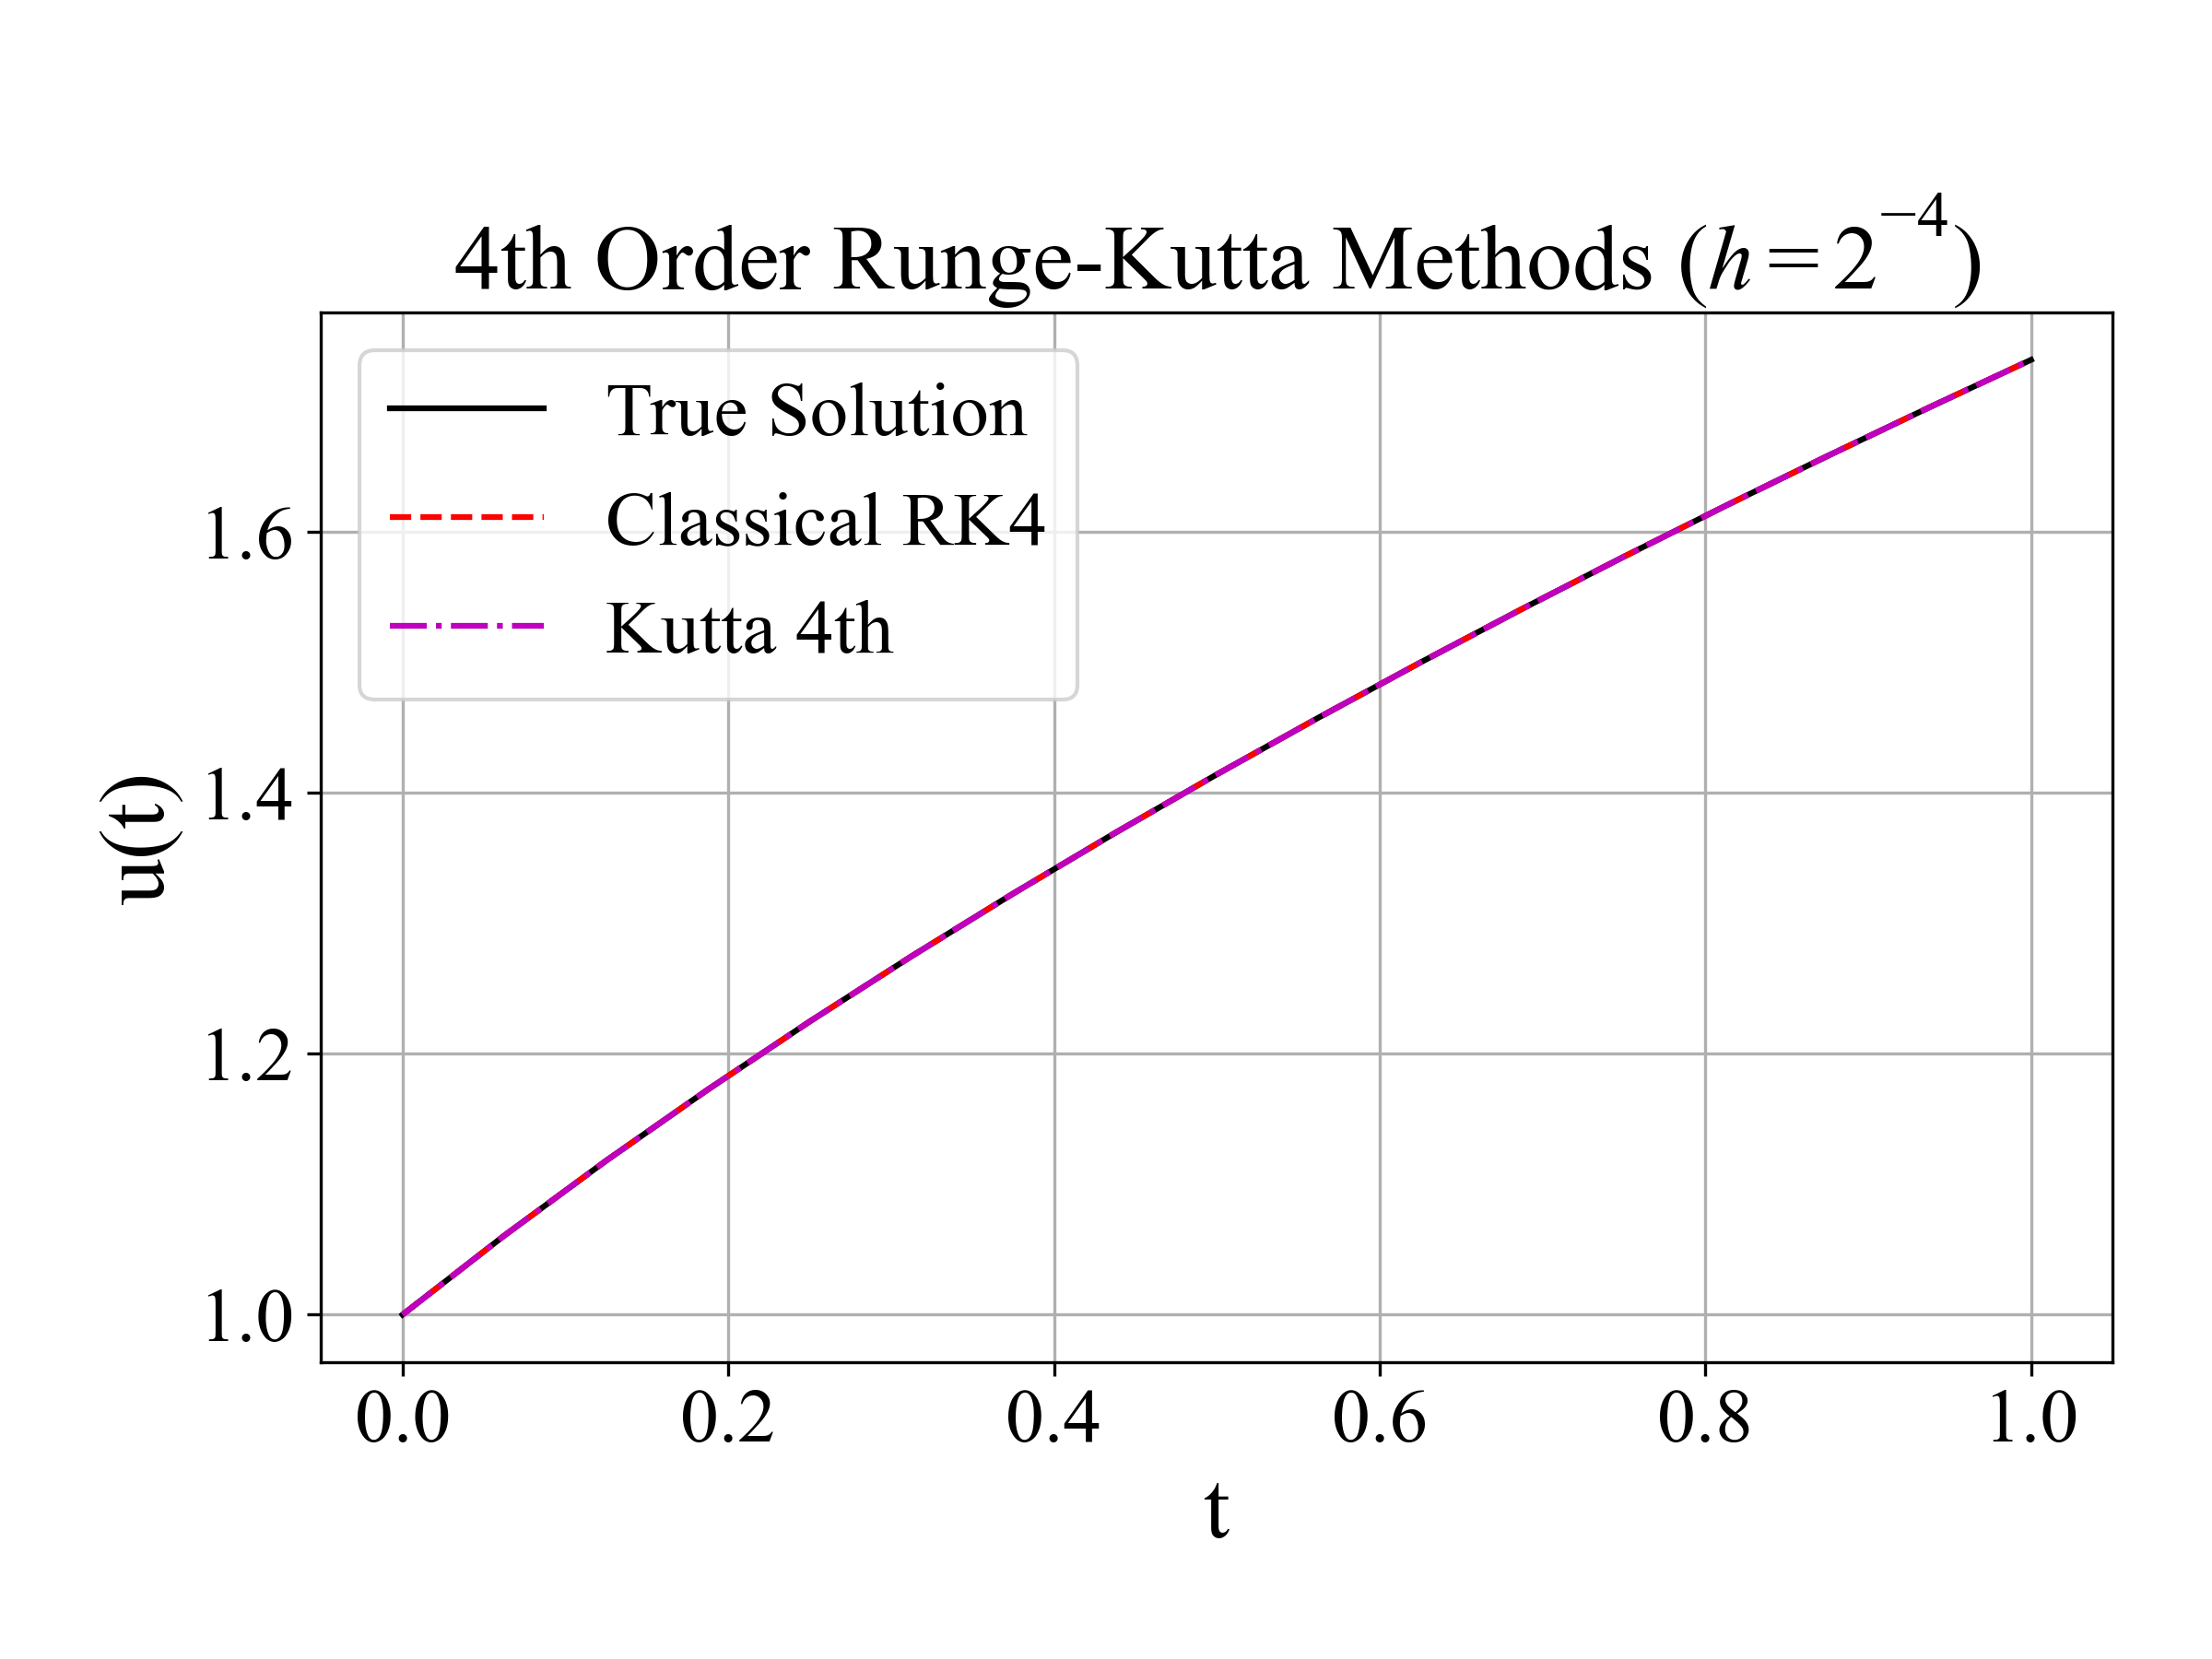 4th Order Runge-Kutta Methods (h = 2⁻⁴)
True Solution
Classical RK4
Kutta 4th
u(t)
1.6
1.4
1.2
1.0
0.0 0.2 0.4 0.6 0.8 1.0
t